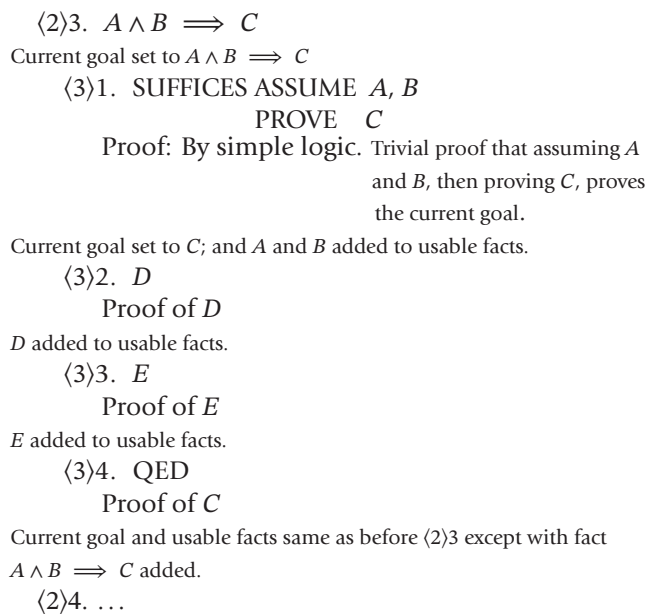 ⟨2⟩3. A ∧ B ⟹ C
Current goal set to A ∧ B ⟹ C
⟨3⟩1. SUFFICES ASSUME A, B
PROVE C
Proof: By simple logic. Trivial proof that assuming A
and B, then proving C, proves
the current goal.
Current goal set to C; and A and B added to usable facts.
⟨3⟩2. D
Proof of D
D added to usable facts.
⟨3⟩3. E
Proof of E
E added to usable facts.
⟨3⟩4. QED
Proof of C
Current goal and usable facts same as before ⟨2⟩3 except with fact
A ∧ B ⟹ C added.
⟨2⟩4. ...